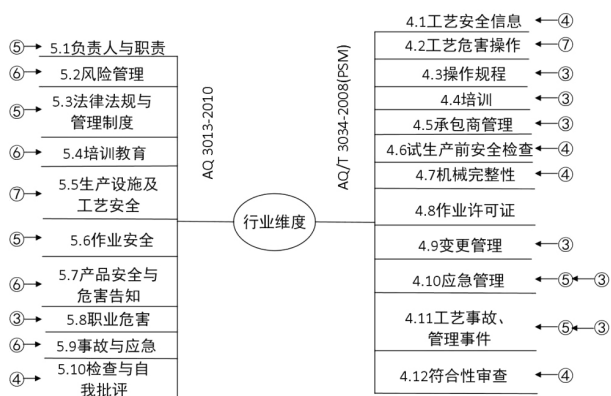 ⑤ 5.1负责人与职责
⑥ 5.2风险管理
⑤ 5.3法律法规与
管理制度
⑥ 5.4培训教育
⑦ 5.5生产设施及
工艺安全
⑤ 5.6作业安全
⑥ 5.7产品安全与
危害告知
③ 5.8职业危害
⑥ 5.9事故与应急
④ 5.10检查与自
我批评
AQ 3013-2010
行业维度
AQ/T 3034-2008(PSM)
4.1工艺安全信息 ④
4.2工艺危害操作 ⑦
4.3操作规程 ③
4.4培训 ③
4.5承包商管理 ③
4.6试生产前安全检查 ④
4.7机械完整性 ④
4.8作业许可证
4.9变更管理 ③
4.10应急管理 ⑤ ③
4.11工艺事故、
管理事件 ⑤ ③
4.12符合性审查 ④